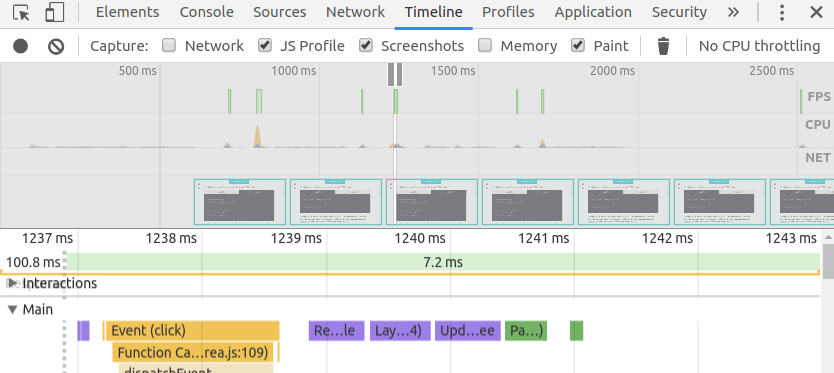 Elements Console Sources Network Timeline Profiles Application Security »
Capture: Network JS Profile Screenshots Memory Paint No CPU throttling
500 ms 1000 ms 1500 ms 2000 ms 2500 ms
FPS
CPU
NET
1237 ms 1238 ms 1239 ms 1240 ms 1241 ms 1242 ms 1243 ms
100.8 ms 7.2 ms
Interactions
Main
Event (click) Re...le Lay...4) Upd...ee Pa...)
Function Ca...rea.js:109)
dispatchEvent